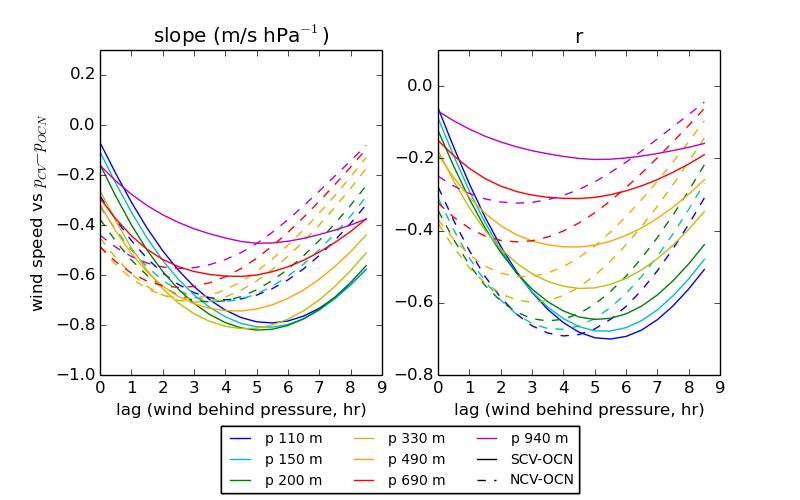 slope (m/s hPa⁻¹)
r
wind speed vs p_CV–p_OCN
0.2
0.0
−0.2
−0.4
−0.6
−0.8
−1.0
0.0
−0.2
−0.4
−0.6
−0.8
0 1 2 3 4 5 6 7 8 9
0 1 2 3 4 5 6 7 8 9
lag (wind behind pressure, hr)
lag (wind behind pressure, hr)
p 110 m
p 150 m
p 200 m
p 330 m
p 490 m
p 690 m
p 940 m
SCV-OCN
NCV-OCN